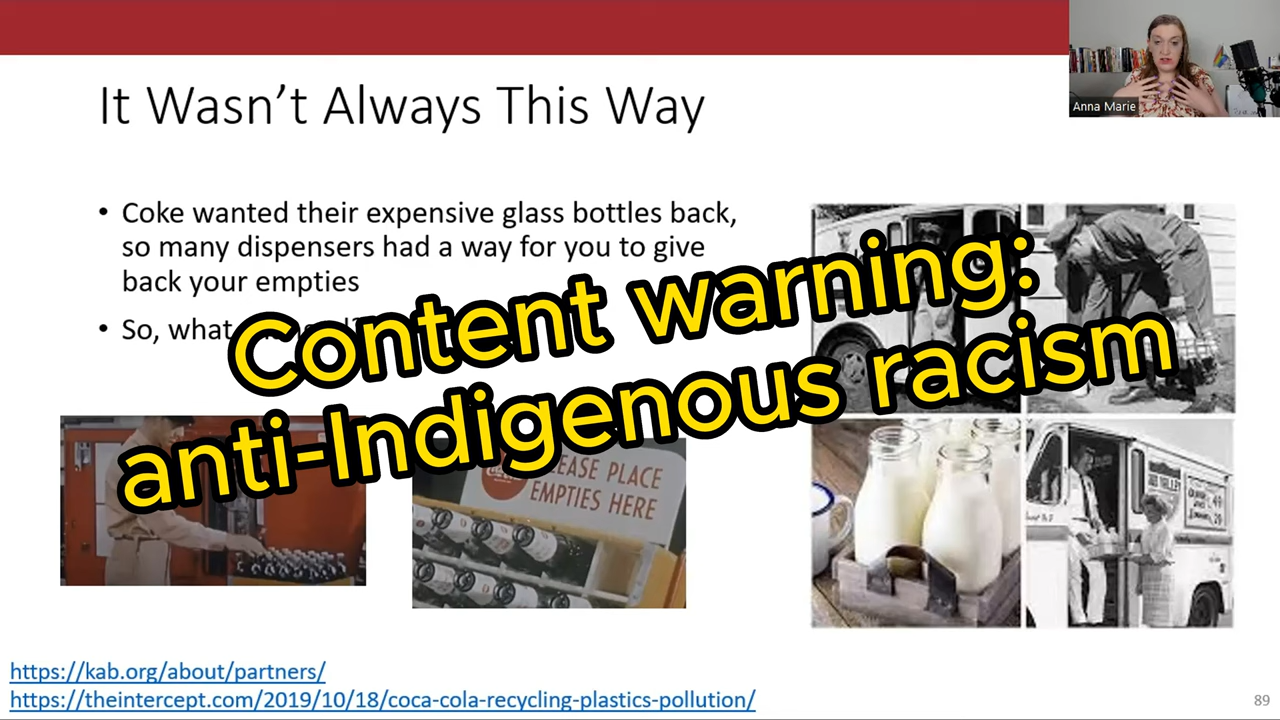 Anna Marie
It Wasn't Always This Way
• Coke wanted their expensive glass bottles back,
so many dispensers had a way for you to give
back your empties
• So, what
Content warning:
anti-Indigenous racism
PLEASE PLACE
EMPTIES HERE
https://kab.org/about/partners/
https://theintercept.com/2019/10/18/coca-cola-recycling-plastics-pollution/
89